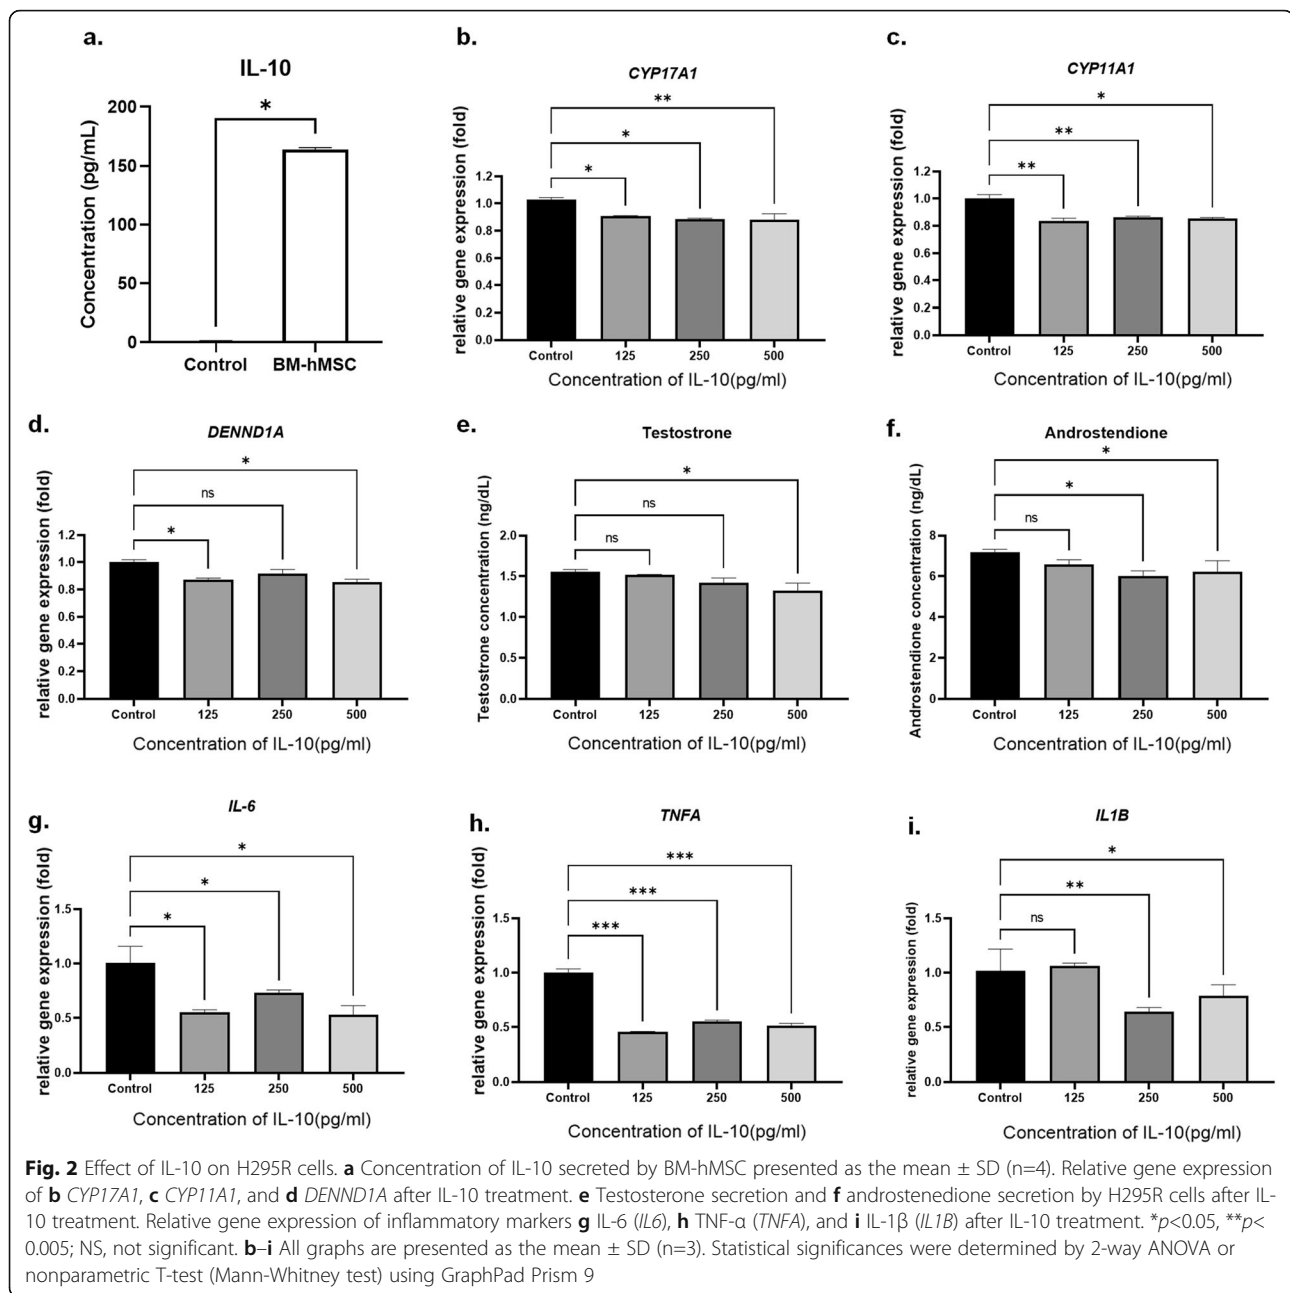 a.
IL-10
*
Concentration (pg/mL)
200
150
100
50
0
Control BM-hMSC
b.
CYP17A1
**
*
*
relative gene expression (fold)
1.2
1.0
0.8
0.6
0.4
0.2
0.0
Control 125 250 500
Concentration of IL-10(pg/ml)
c.
CYP11A1
*
**
**
relative gene expression (fold)
1.2
1.0
0.8
0.6
0.4
0.2
0.0
Control 125 250 500
Concentration of IL-10(pg/ml)
d.
DENND1A
*
ns
*
relative gene expression (fold)
1.2
1.0
0.8
0.6
0.4
0.2
0.0
Control 125 250 500
Concentration of IL-10(pg/ml)
e.
Testostrone
*
ns
ns
Testostrone concentration (ng/dL)
2.0
1.5
1.0
0.5
0.0
Control 125 250 500
Concentration of IL-10(pg/ml)
f.
Androstendione
*
*
ns
Androstendione concentration (ng/dL)
8
6
4
2
0
Control 125 250 500
Concentration of IL-10(pg/ml)
g.
IL-6
*
*
*
relative gene expression (fold)
1.5
1.0
0.5
0.0
Control 125 250 500
Concentration of IL-10(pg/ml)
h.
TNFA
***
***
***
relative gene expression (fold)
1.5
1.0
0.5
0.0
Control 125 250 500
Concentration of IL-10(pg/ml)
i.
IL1B
*
**
ns
relative gene expression (fold)
1.5
1.0
0.5
0.0
Control 125 250 500
Concentration of IL-10(pg/ml)
Fig. 2 Effect of IL-10 on H295R cells. a Concentration of IL-10 secreted by BM-hMSC presented as the mean ± SD (n=4). Relative gene expression
of b CYP17A1, c CYP11A1, and d DENND1A after IL-10 treatment. e Testosterone secretion and f androstenedione secretion by H295R cells after IL-
10 treatment. Relative gene expression of inflammatory markers g IL-6 (IL6), h TNF-α (TNFA), and i IL-1β (IL1B) after IL-10 treatment. *p<0.05, **p<
0.005; NS, not significant. b–i All graphs are presented as the mean ± SD (n=3). Statistical significances were determined by 2-way ANOVA or
nonparametric T-test (Mann-Whitney test) using GraphPad Prism 9